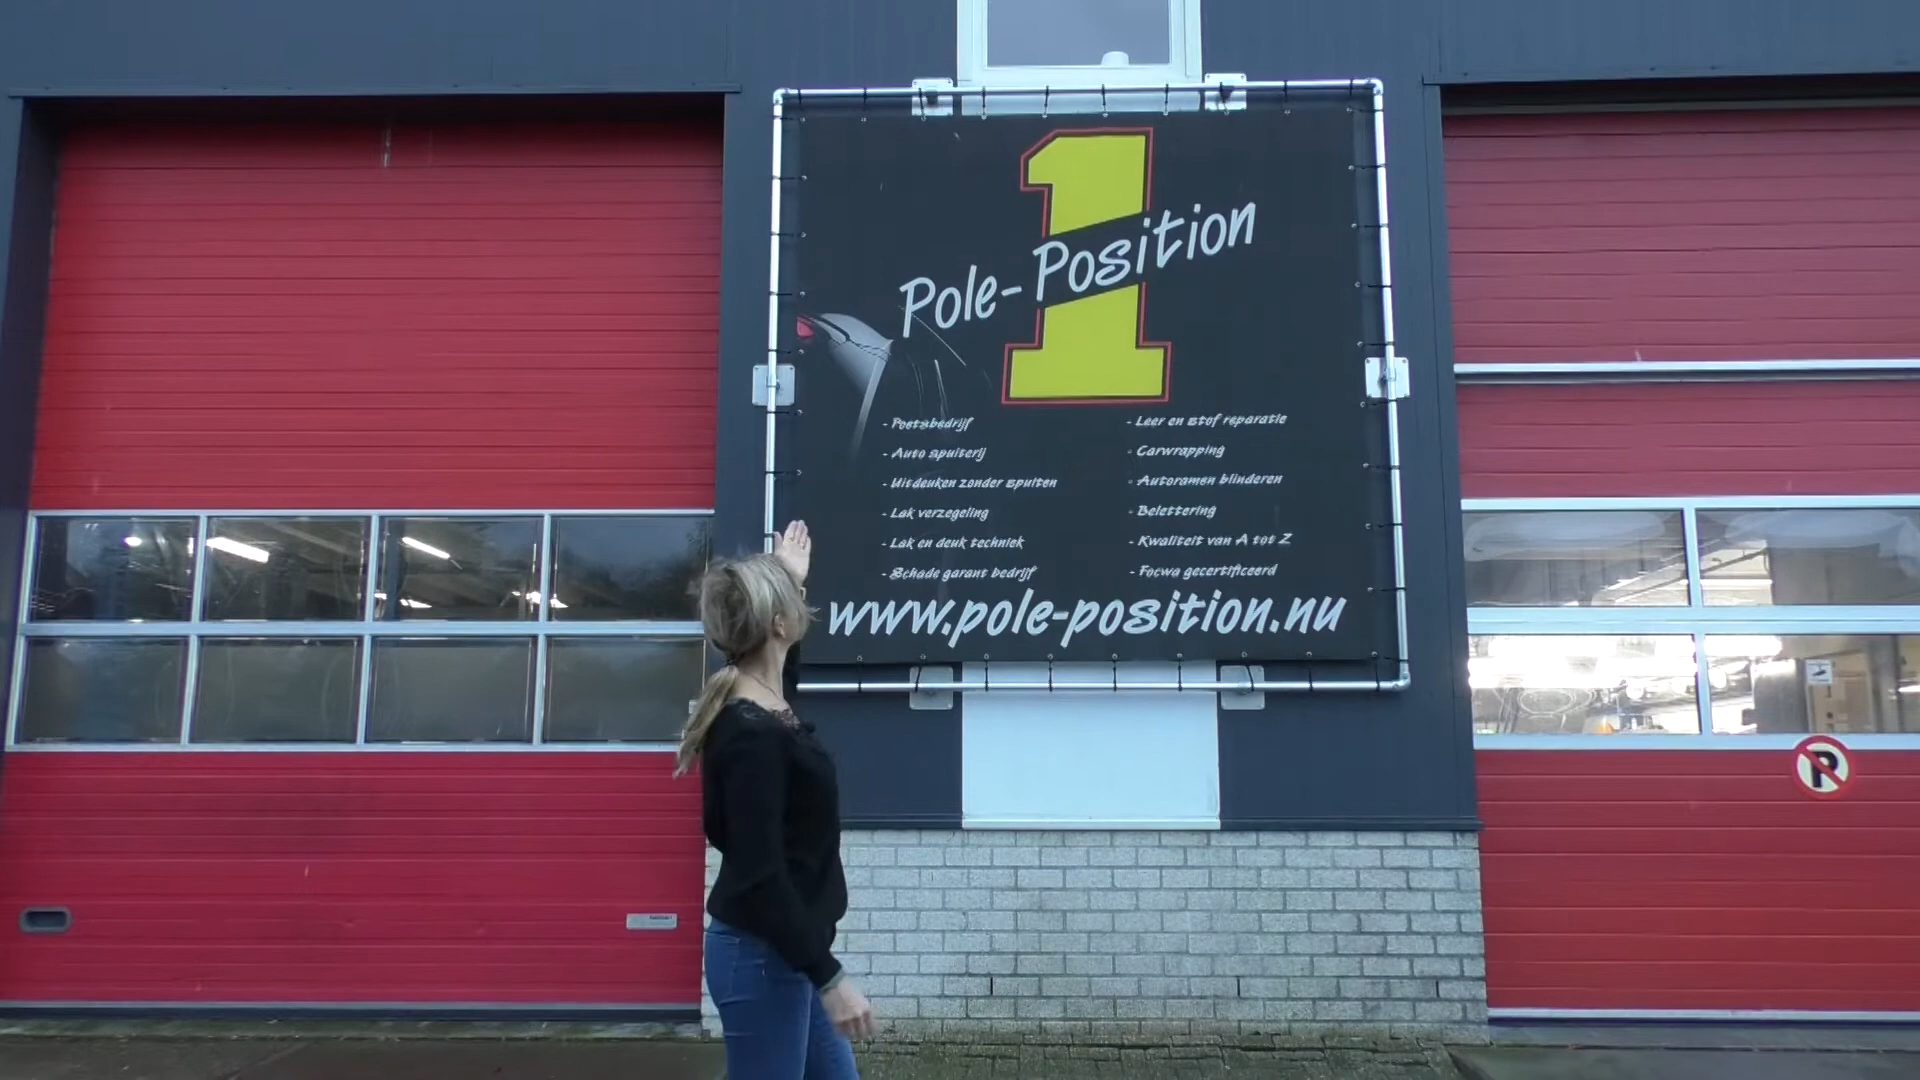 1
Pole-Position
- Poetsbedrijf
- Auto spuiterij
- Uitdeuken zonder spuiten
- Lak verzegeling
- Lak en deuk techniek
- Schade garant bedrijf
- Leer en stof reparatie
- Carwrapping
- Autoramen blinderen
- Belettering
- Kwaliteit van A tot Z
- Focwa gecertificeerd
www.pole-position.nu
P